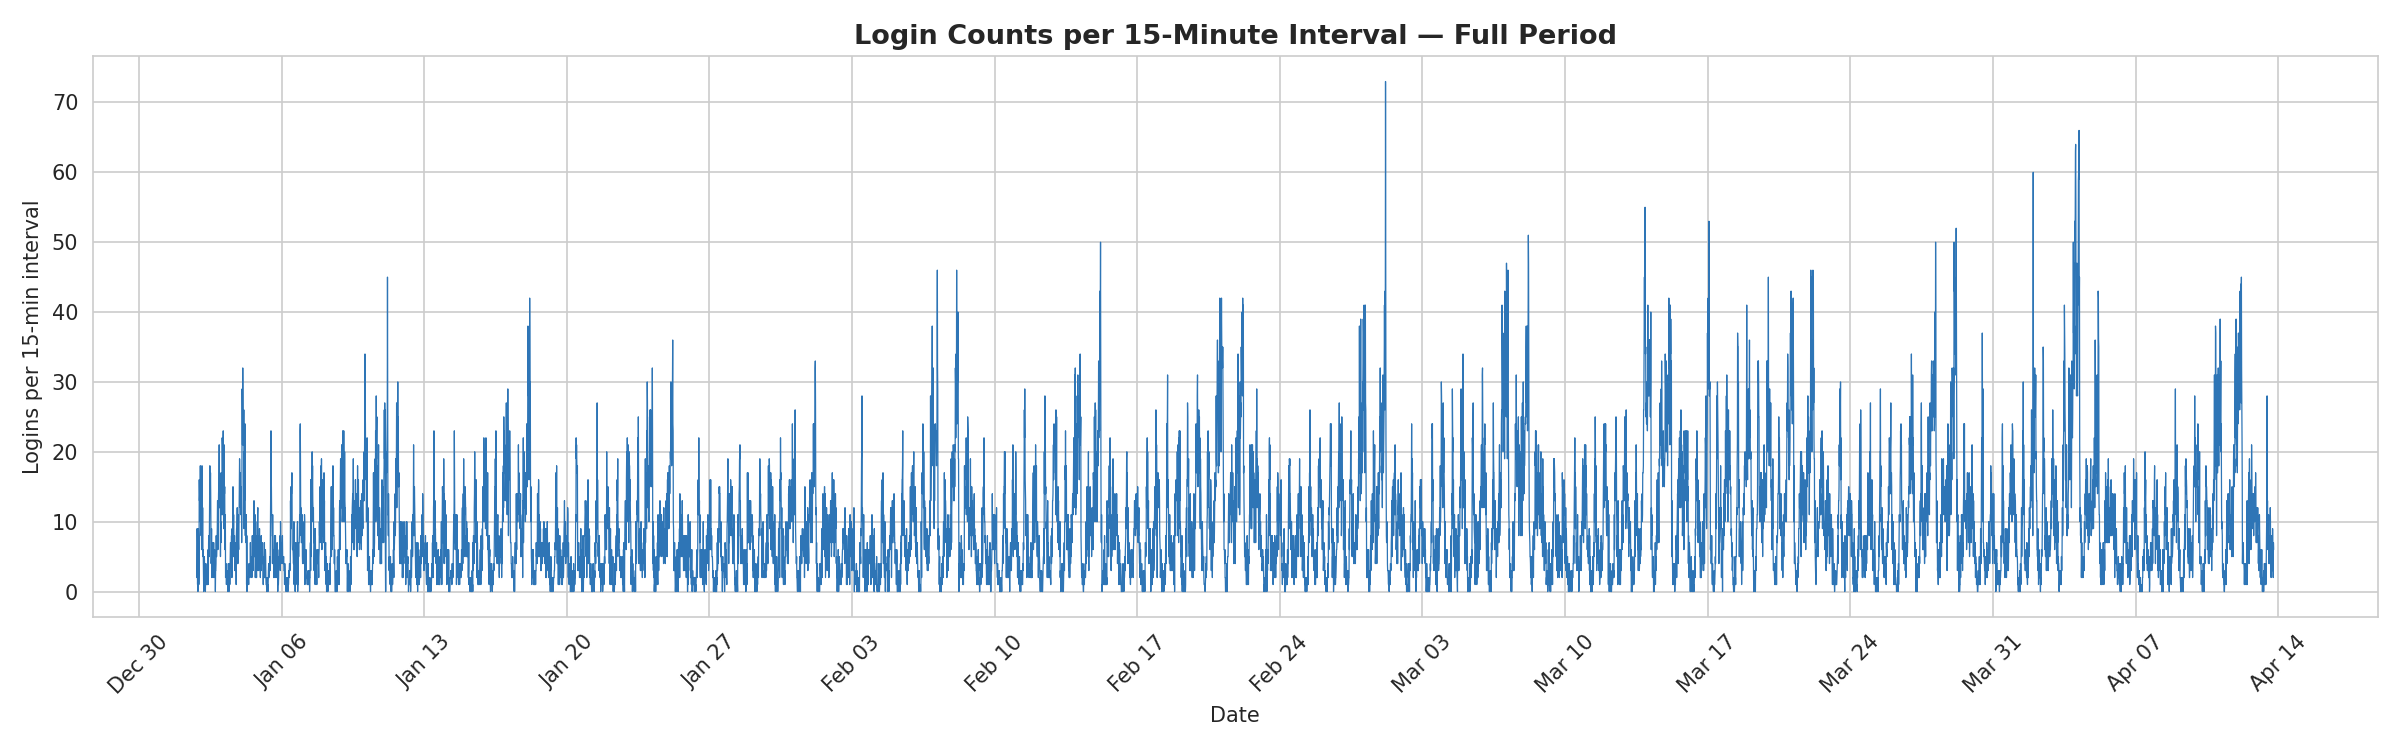 Login Counts per 15-Minute Interval — Full Period
Logins per 15-min interval
70
60
50
40
30
20
10
0
Dec 30
Jan 06
Jan 13
Jan 20
Jan 27
Feb 03
Feb 10
Feb 17
Feb 24
Mar 03
Mar 10
Mar 17
Mar 24
Mar 31
Apr 07
Apr 14
Date